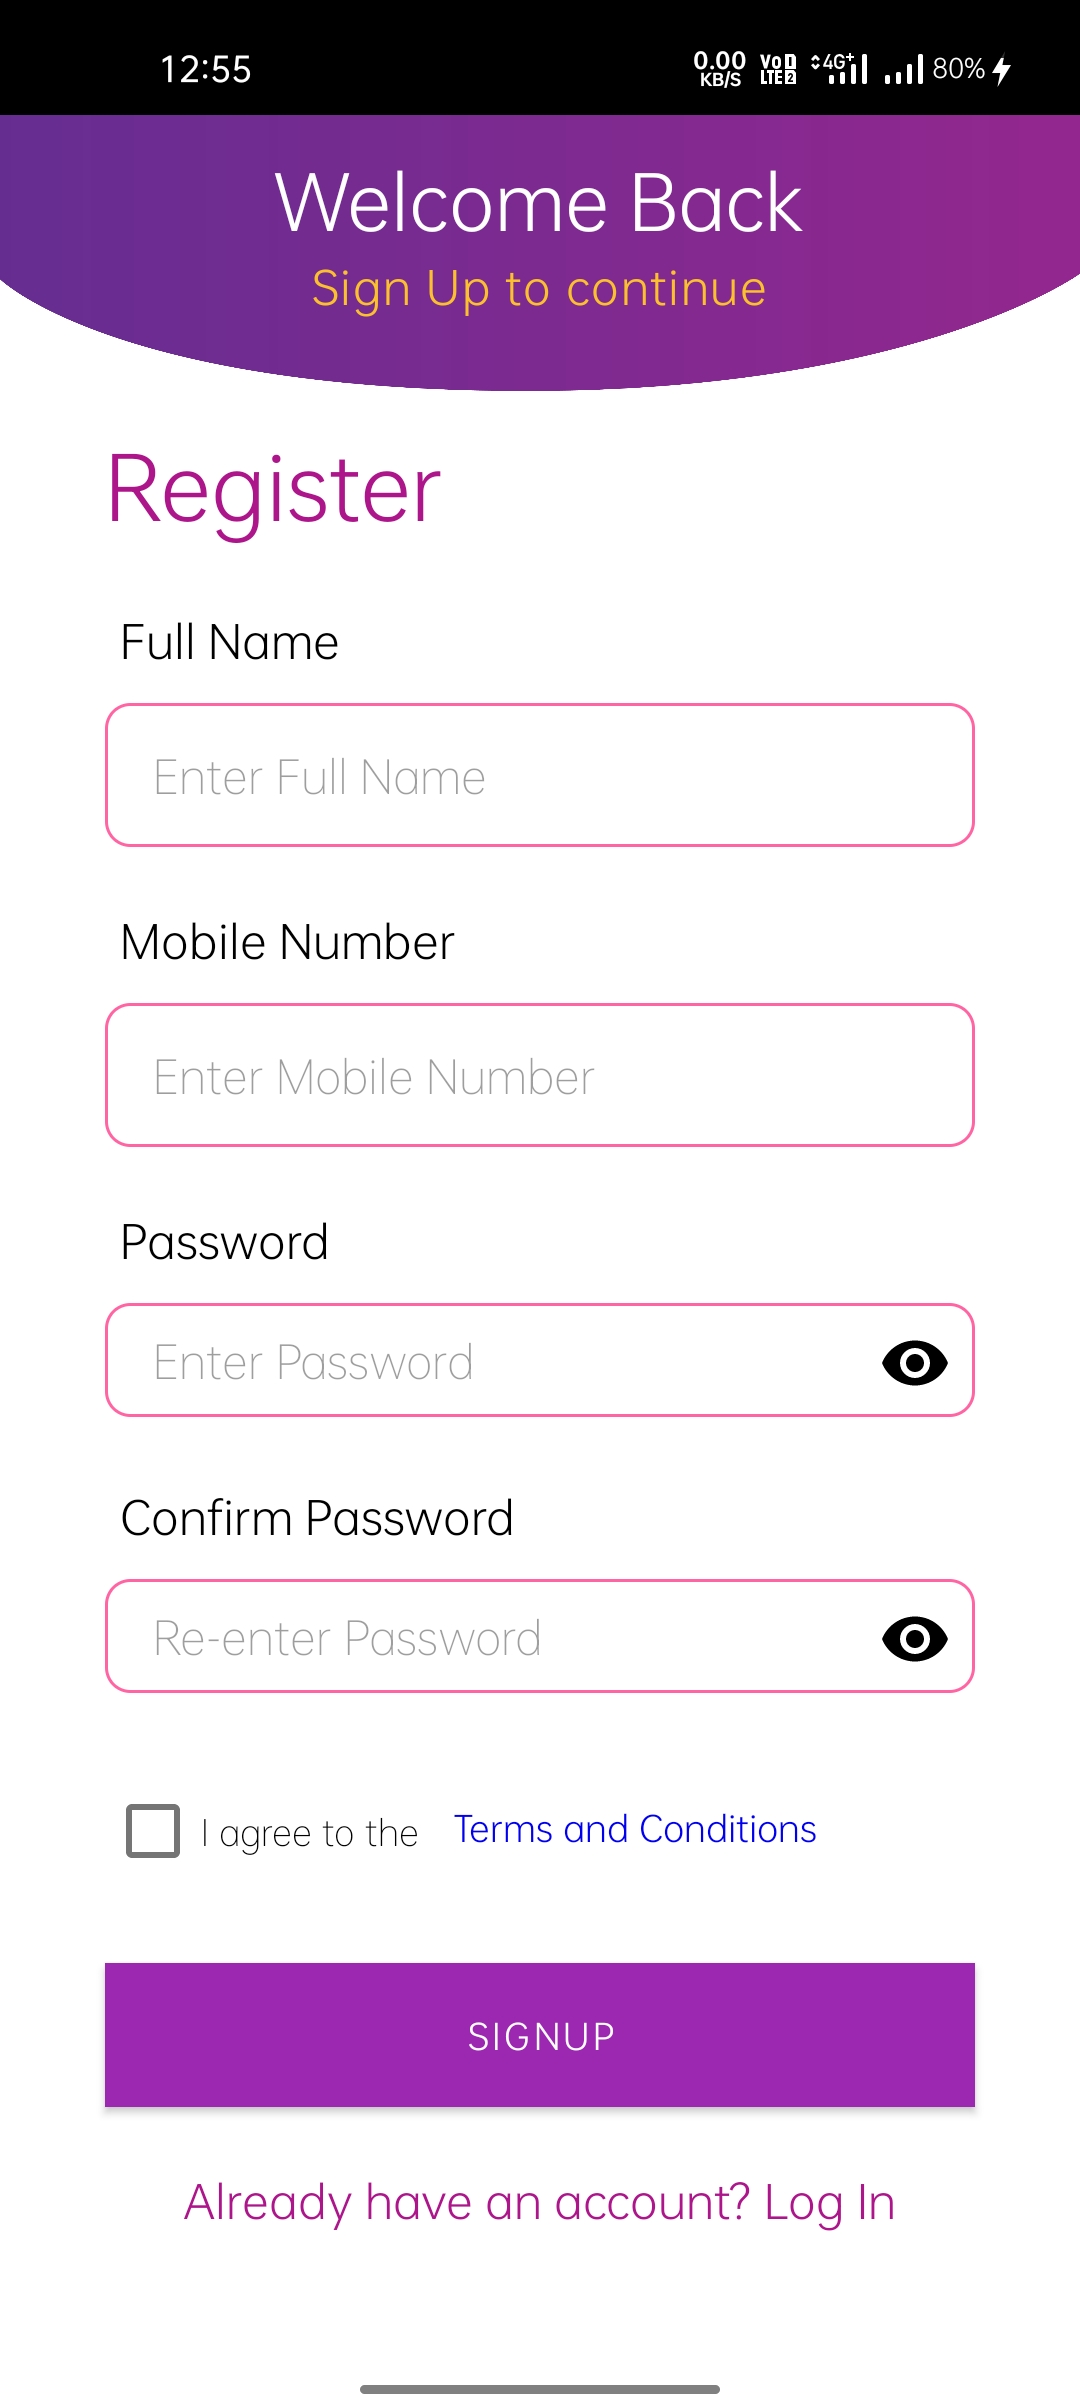 12:55
0.00 KB/S VoD LTE 2 4G+ 80%
Welcome Back
Sign Up to continue
Register
Full Name
Enter Full Name
Mobile Number
Enter Mobile Number
Password
Enter Password
Confirm Password
Re-enter Password
I agree to the Terms and Conditions
SIGNUP
Already have an account? Log In